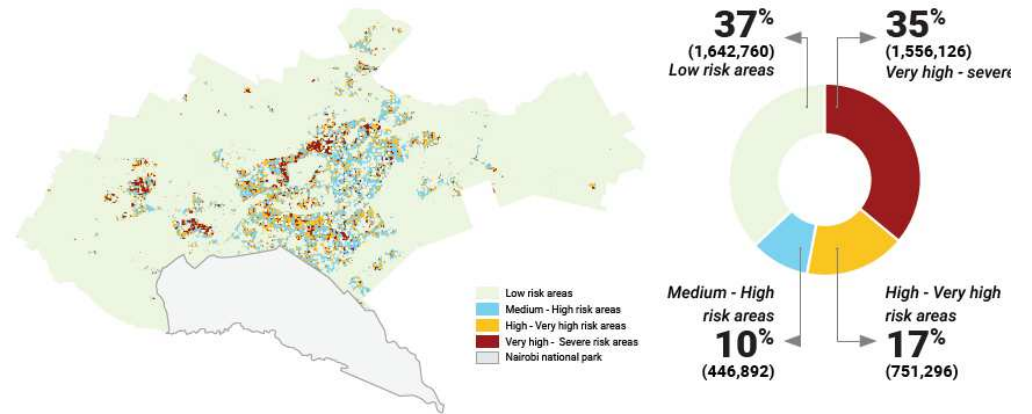 37%
(1,642,760)
Low risk areas
35%
(1,556,126)
Very high - severe
Low risk areas
Medium - High risk areas
High - Very high risk areas
Very high - Severe risk areas
Nairobi national park
Medium - High
risk areas
10%
(446,892)
High - Very high
risk areas
17%
(751,296)